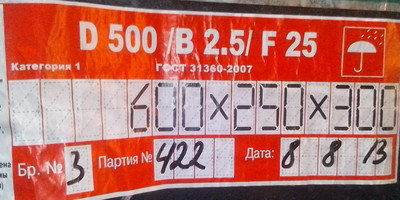 D 500 /B 2.5/ F 25
Категория 1 ГОСТ 31360-2007
600×250×300
Бр. № 3 Партия № 422 Дата: 8 8 13